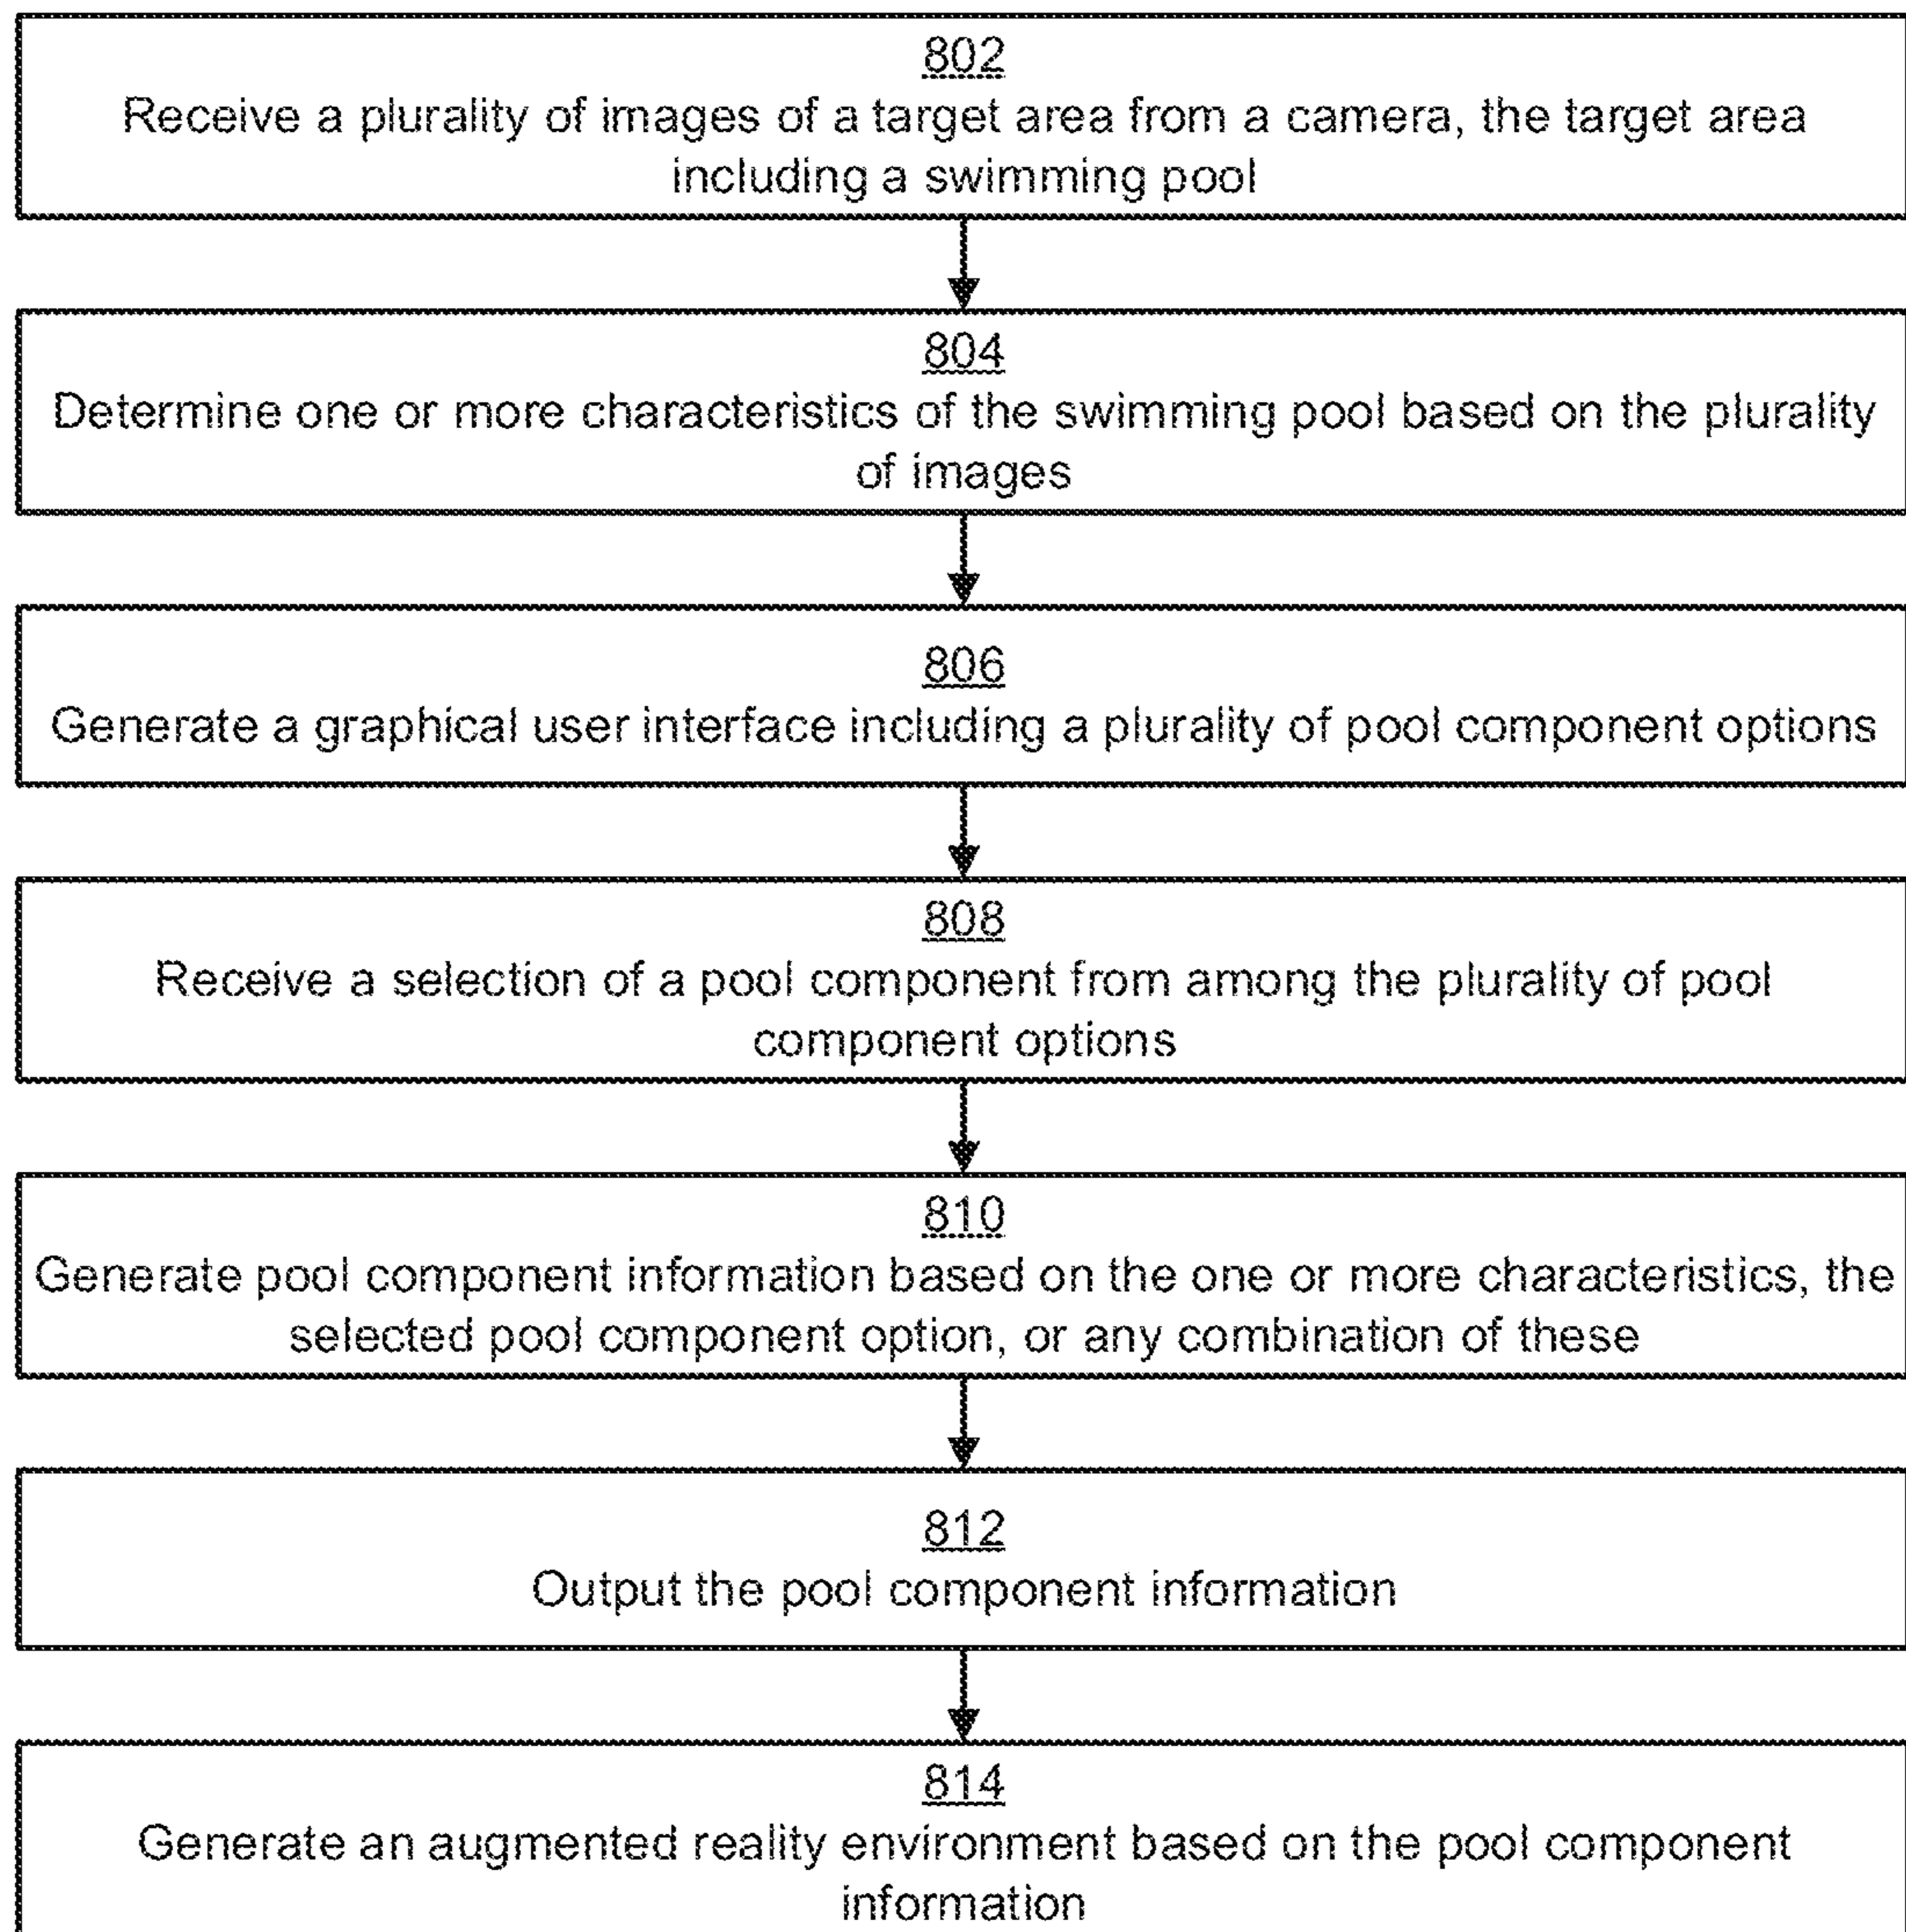 802
Receive a plurality of images of a target area from a camera, the target area
including a swimming pool
804
Determine one or more characteristics of the swimming pool based on the plurality
of images
806
Generate a graphical user interface including a plurality of pool component options
808
Receive a selection of a pool component from among the plurality of pool
component options
810
Generate pool component information based on the one or more characteristics, the
selected pool component option, or any combination of these
812
Output the pool component information
814
Generate an augmented reality environment based on the pool component
information